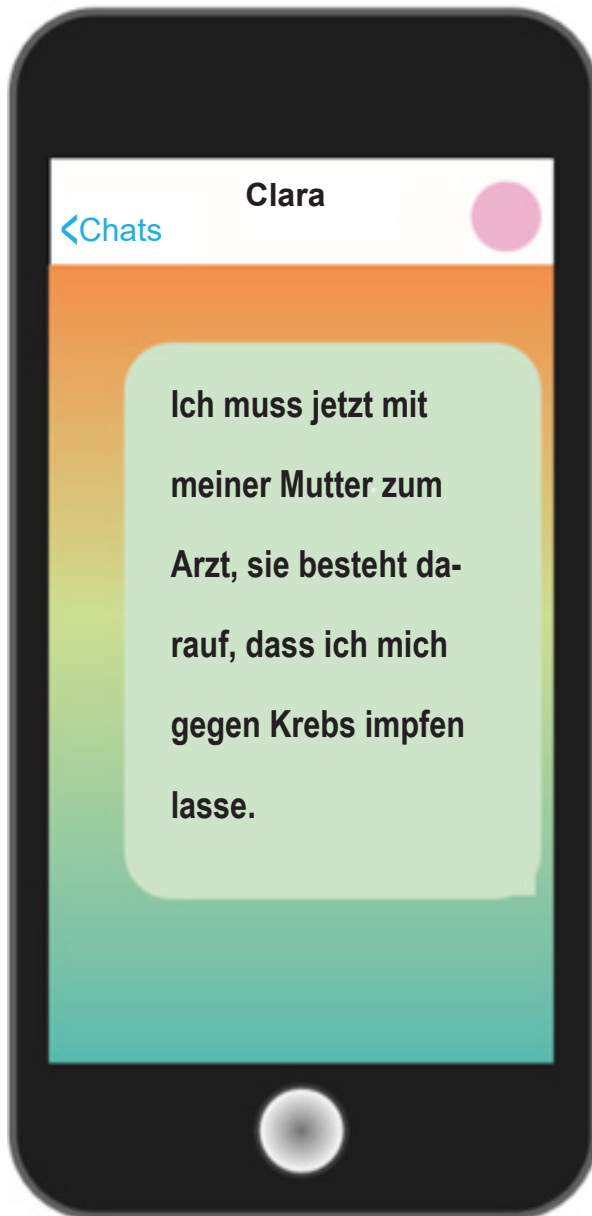 Clara
<Chats
Ich muss jetzt mit
meiner Mutter zum
Arzt, sie besteht da-
rauf, dass ich mich
gegen Krebs impfen
lasse.